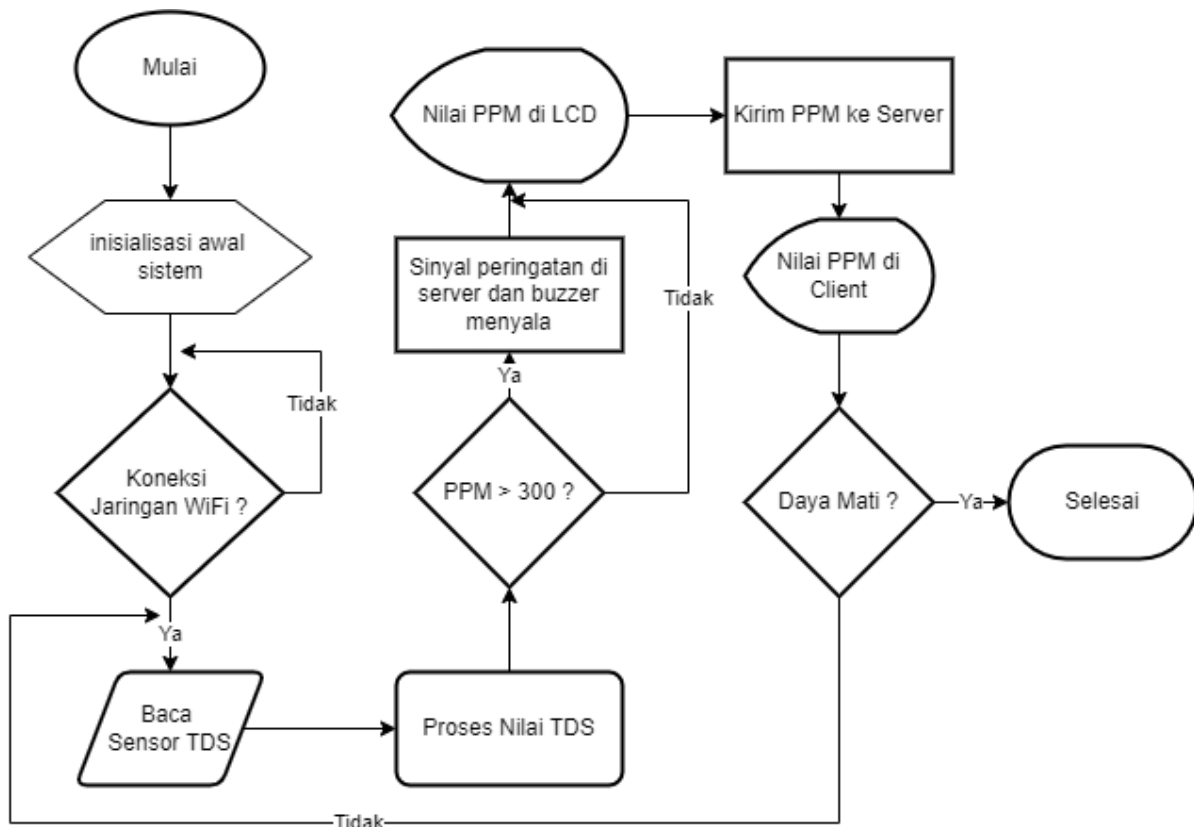 Mulai
inisialisasi awal
sistem
Tidak
Koneksi
Jaringan WiFi ?
Ya
Baca
Sensor TDS
Proses Nilai TDS
PPM > 300 ?
Ya
Tidak
Sinyal peringatan di
server dan buzzer
menyala
Nilai PPM di LCD
Kirim PPM ke Server
Nilai PPM di
Client
Daya Mati ?
Ya
Selesai
Tidak